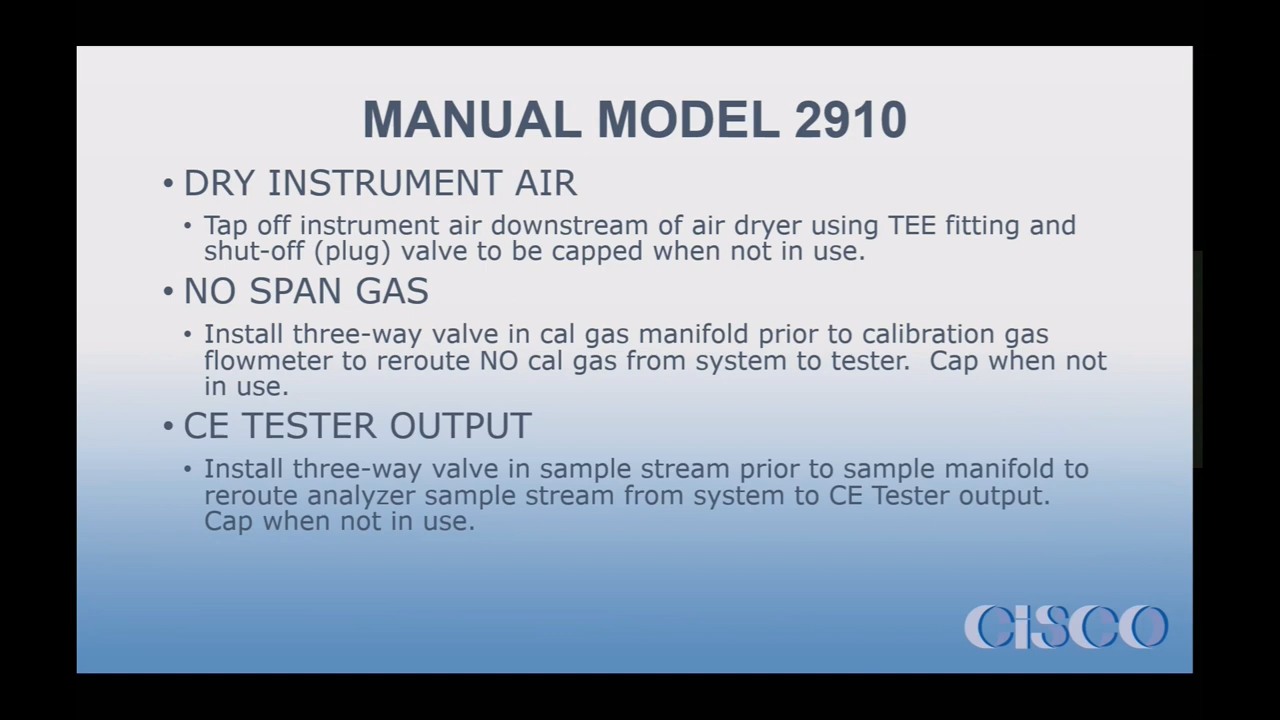 MANUAL MODEL 2910
• DRY INSTRUMENT AIR
• Tap off instrument air downstream of air dryer using TEE fitting and
shut-off (plug) valve to be capped when not in use.
• NO SPAN GAS
• Install three-way valve in cal gas manifold prior to calibration gas
flowmeter to reroute NO cal gas from system to tester.  Cap when not
in use.
• CE TESTER OUTPUT
• Install three-way valve in sample stream prior to sample manifold to
reroute analyzer sample stream from system to CE Tester output.
Cap when not in use.
CiSCO